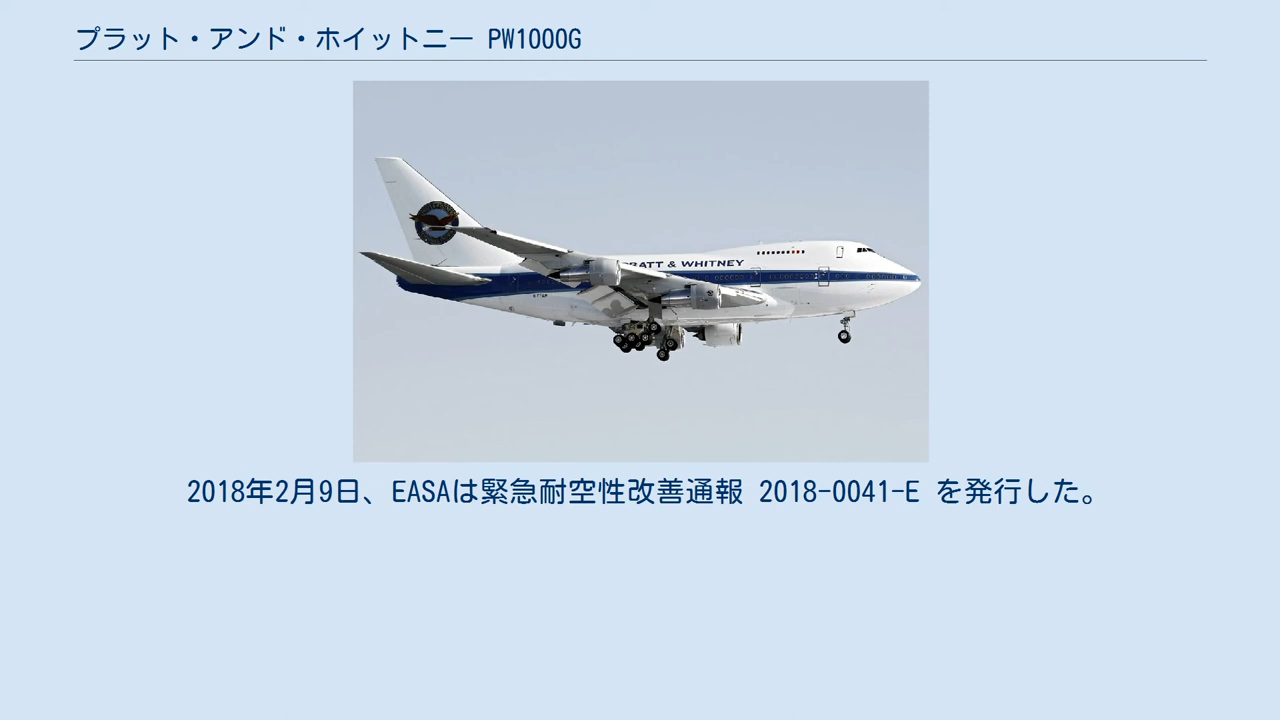 プラット・アンド・ホイットニー PW1000G
PRATT & WHITNEY
2018年2月9日、EASAは緊急耐空性改善通報 2018-0041-E を発行した。